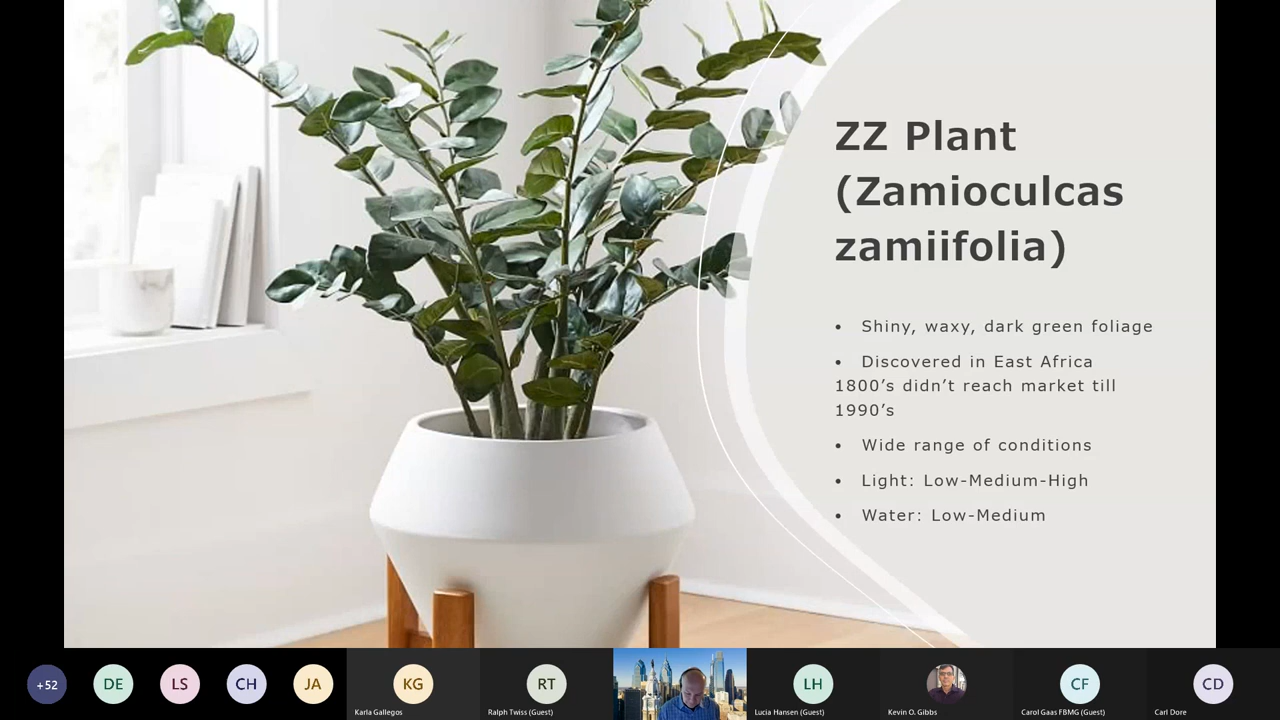 ZZ Plant
(Zamioculcas
zamiifolia)
• Shiny, waxy, dark green foliage
• Discovered in East Africa
1800’s didn’t reach market till
1990’s
• Wide range of conditions
• Light: Low-Medium-High
• Water: Low-Medium
+52
DE
LS
CH
JA
KG
RT
LH
CF
CD
Karla Gallegos
Ralph Twiss (Guest)
Lucia Hansen (Guest)
Kevin O. Gibbs
Carol Gaas FBMG (Guest)
Carl Dore